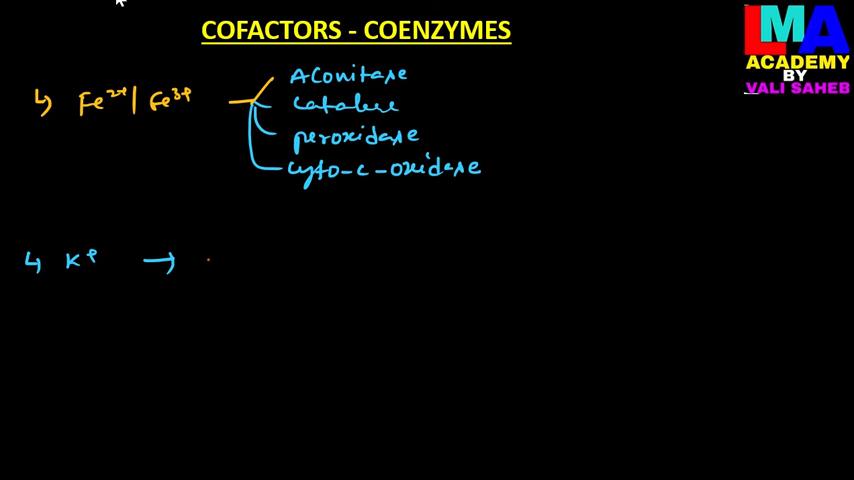 COFACTORS - COENZYMES
LMA
ACADEMY
BY
VALI SAHEB
↳ Fe²⁺ | Fe³⁺
Aconitase
Catalase
peroxidase
Cyto-c-oxidase
↳ K⁺ →